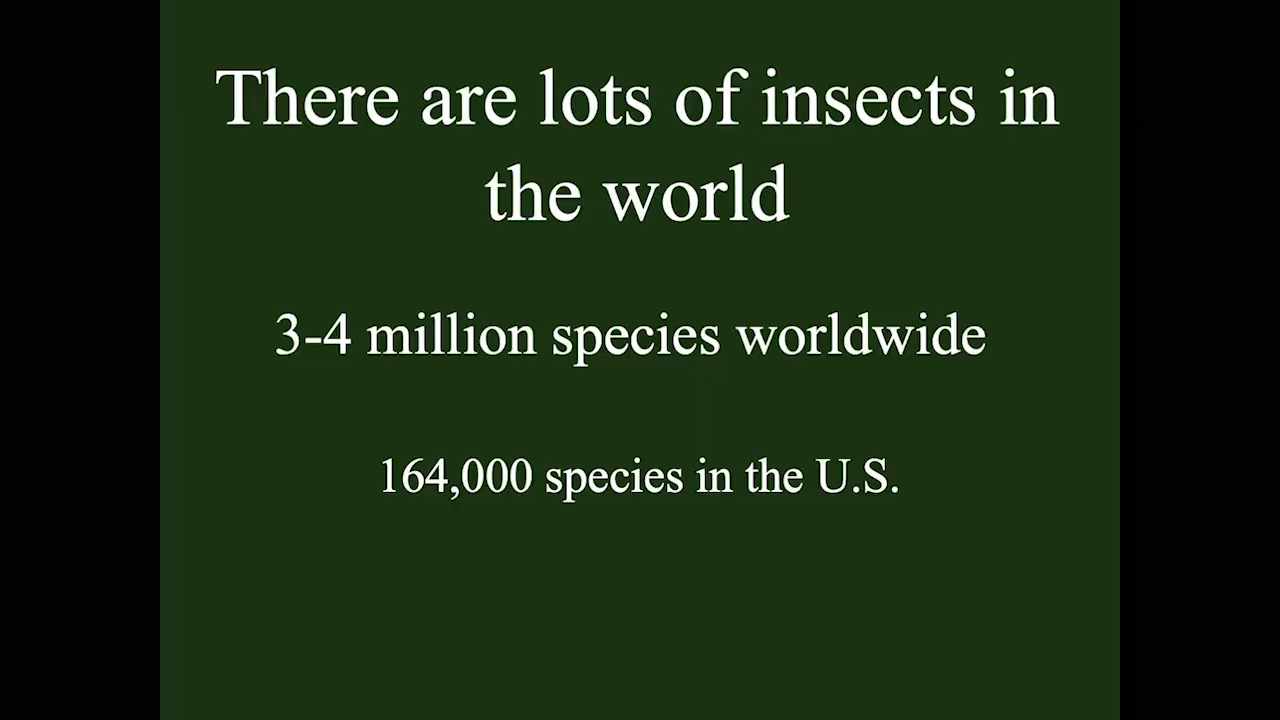 There are lots of insects in
the world
3-4 million species worldwide
164,000 species in the U.S.